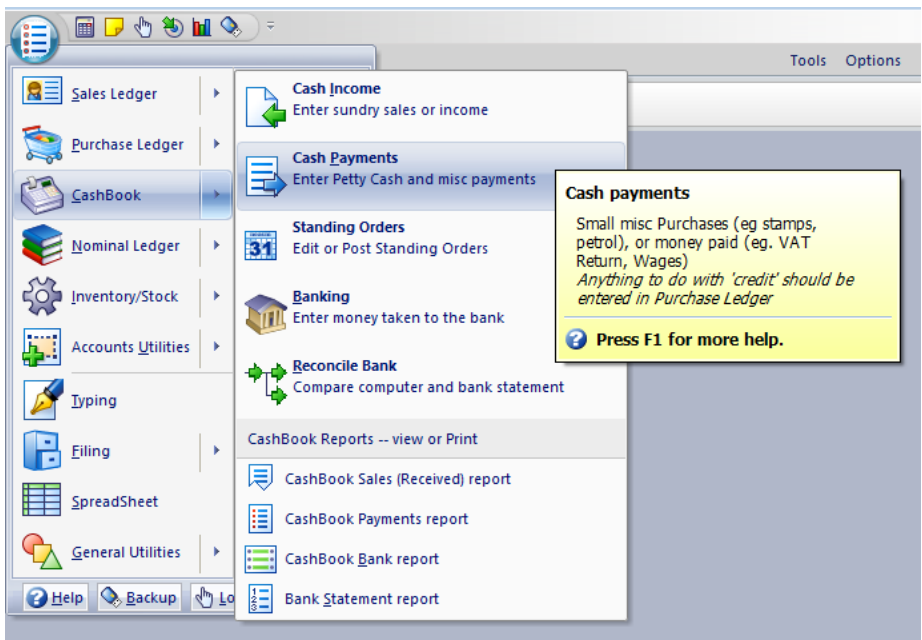 Tools Options
Sales Ledger
Purchase Ledger
CashBook
Nominal Ledger
Inventory/Stock
Accounts Utilities
Typing
Filing
SpreadSheet
General Utilities
Help Backup Lo
Cash Income
Enter sundry sales or income
Cash Payments
Enter Petty Cash and misc payments
Standing Orders
31
Edit or Post Standing Orders
Banking
Enter money taken to the bank
Reconcile Bank
Compare computer and bank statement
CashBook Reports -- view or Print
CashBook Sales (Received) report
CashBook Payments report
CashBook Bank report
1
2
3
Bank Statement report
Cash payments
Small misc Purchases (eg stamps,
petrol), or money paid (eg. VAT
Return, Wages)
Anything to do with 'credit' should be
entered in Purchase Ledger
Press F1 for more help.